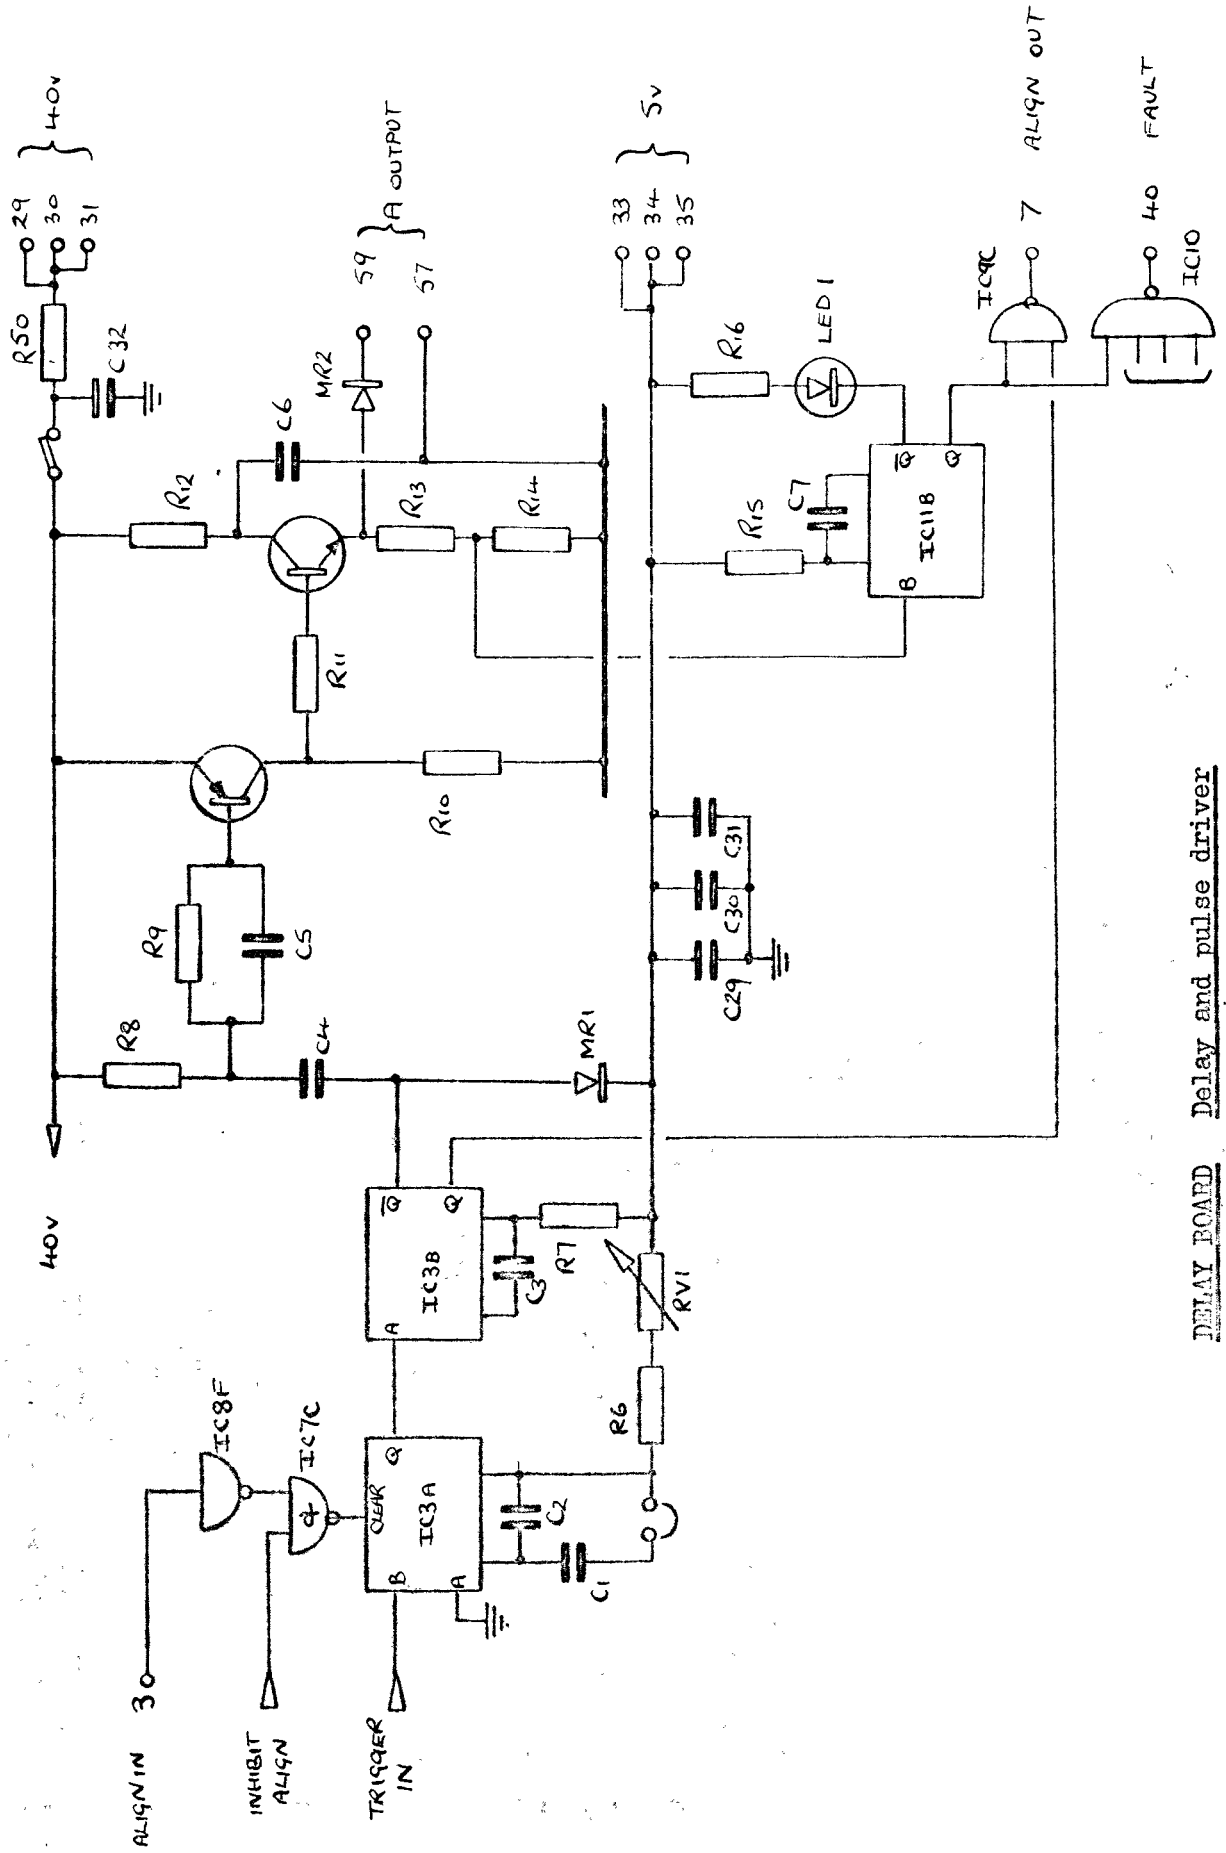 40v
R50
29
30
31
40v
C32
R8
R9
C5
C4
R10
R11
R12
C6
MR2
59
57
A OUTPUT
R13
R14
MR1
33
34
35
5v
ALIGN IN
3
IC8F
INHIBIT
ALIGN
IC7C
&
TRIGGER
IN
B
CLEAR
Q
A
IC3A
C2
C1
R6
RV1
A
Q̅
Q
IC3B
C3
R7
C29
C30
C31
R15
C7
R16
LED 1
B
Q̅
Q
IC11B
IC9C
7
ALIGN OUT
IC10
40
FAULT
DELAY BOARD Delay and pulse driver